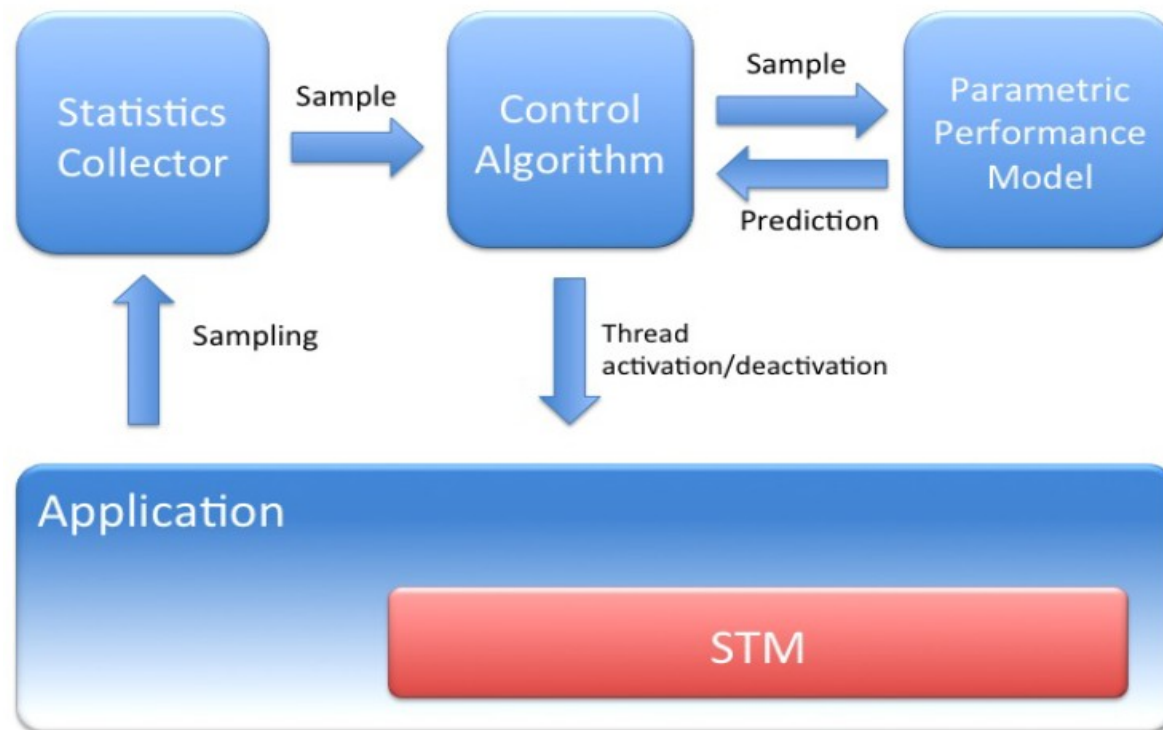 Statistics
Collector
Sample
Control
Algorithm
Sample
Prediction
Parametric
Performance
Model
Sampling
Thread
activation/deactivation
Application
STM